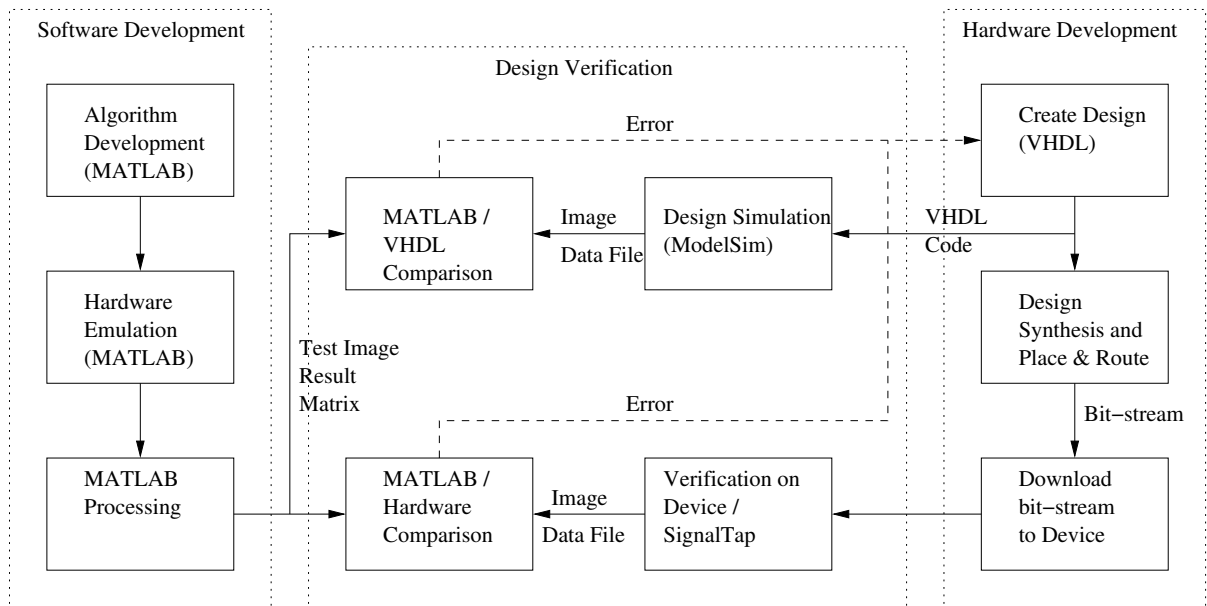 Software Development
Algorithm
Development
(MATLAB)
Hardware
Emulation
(MATLAB)
MATLAB
Processing
Design Verification
Error
MATLAB /
VHDL
Comparison
Image
Data File
Design Simulation
(ModelSim)
VHDL
Code
Test Image
Result
Matrix
Error
MATLAB /
Hardware
Comparison
Image
Data File
Verification on
Device /
SignalTap
Hardware Development
Create Design
(VHDL)
Design
Synthesis and
Place & Route
Bit−stream
Download
bit−stream
to Device